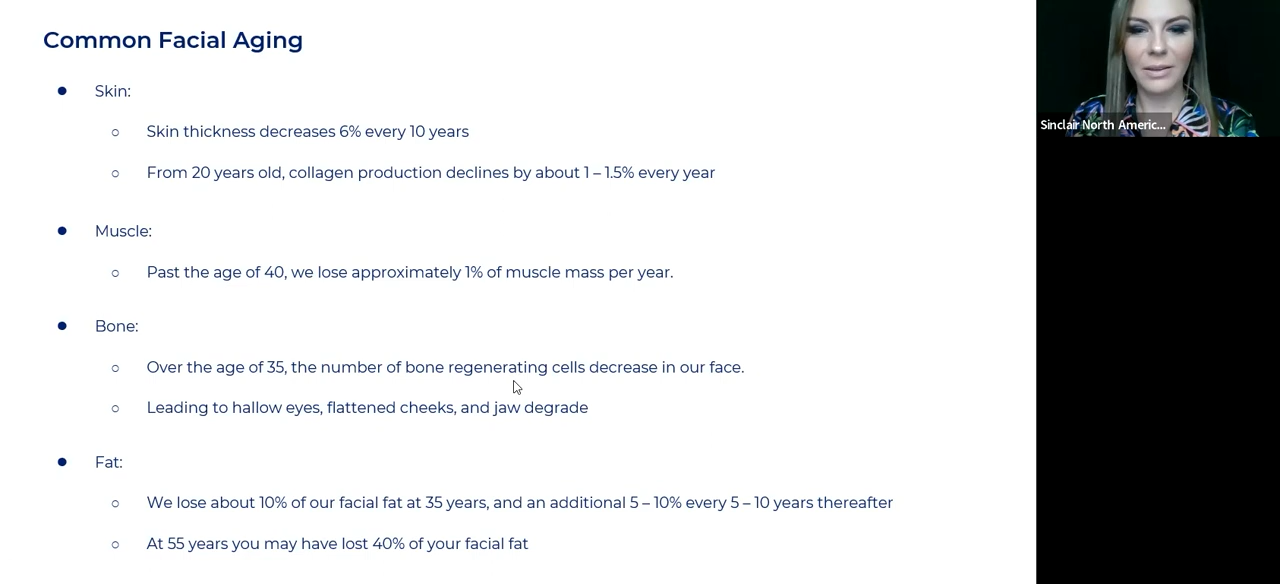 Common Facial Aging
Skin:
Skin thickness decreases 6% every 10 years
From 20 years old, collagen production declines by about 1 – 1.5% every year
Muscle:
Past the age of 40, we lose approximately 1% of muscle mass per year.
Bone:
Over the age of 35, the number of bone regenerating cells decrease in our face.
Leading to hallow eyes, flattened cheeks, and jaw degrade
Fat:
We lose about 10% of our facial fat at 35 years, and an additional 5 – 10% every 5 – 10 years thereafter
At 55 years you may have lost 40% of your facial fat
Sinclair North Americ...